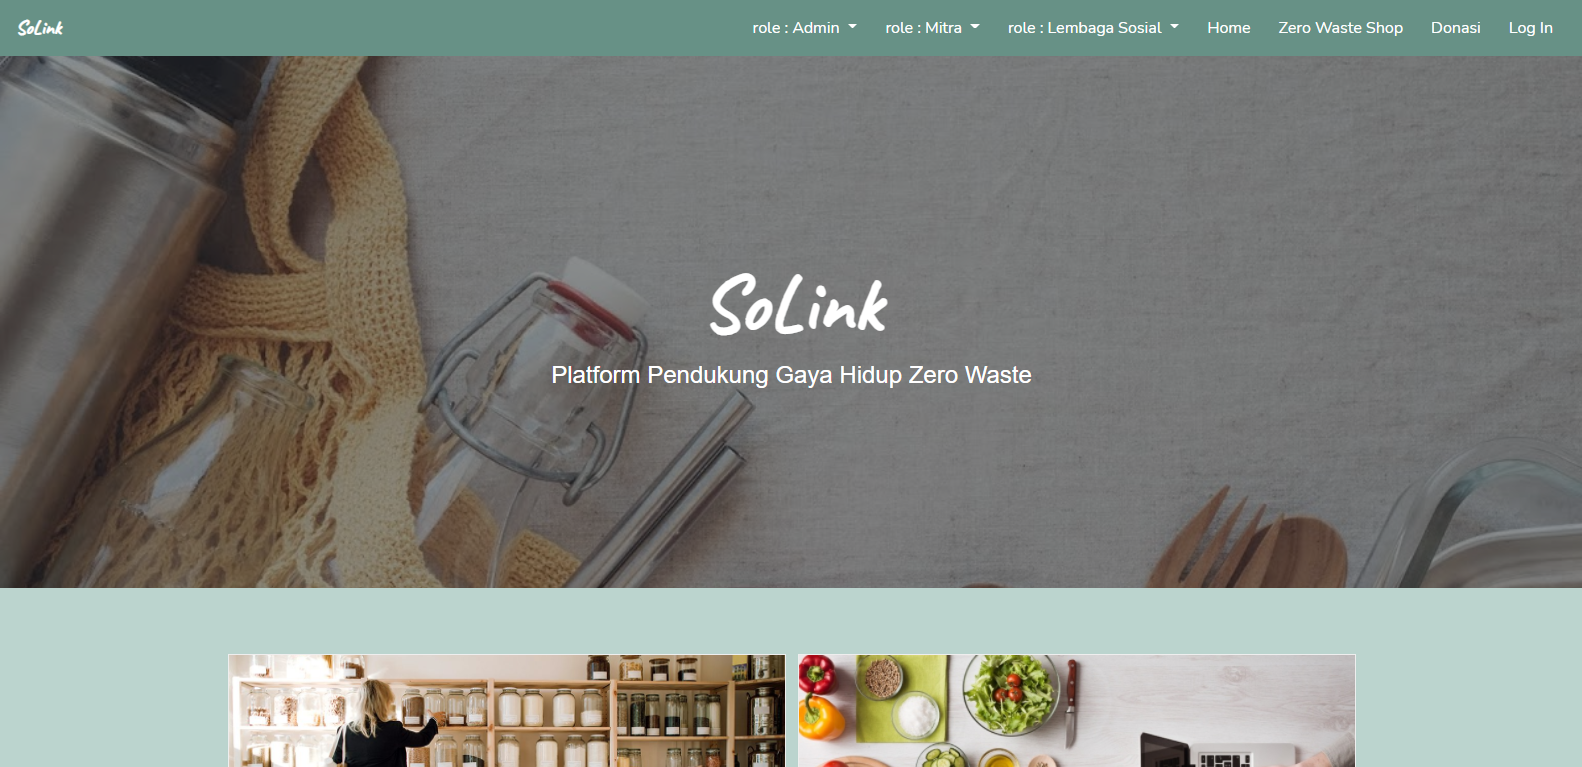 SoLink
role : Admin
role : Mitra
role : Lembaga Sosial
Home
Zero Waste Shop
Donasi
Log In
SoLink
Platform Pendukung Gaya Hidup Zero Waste